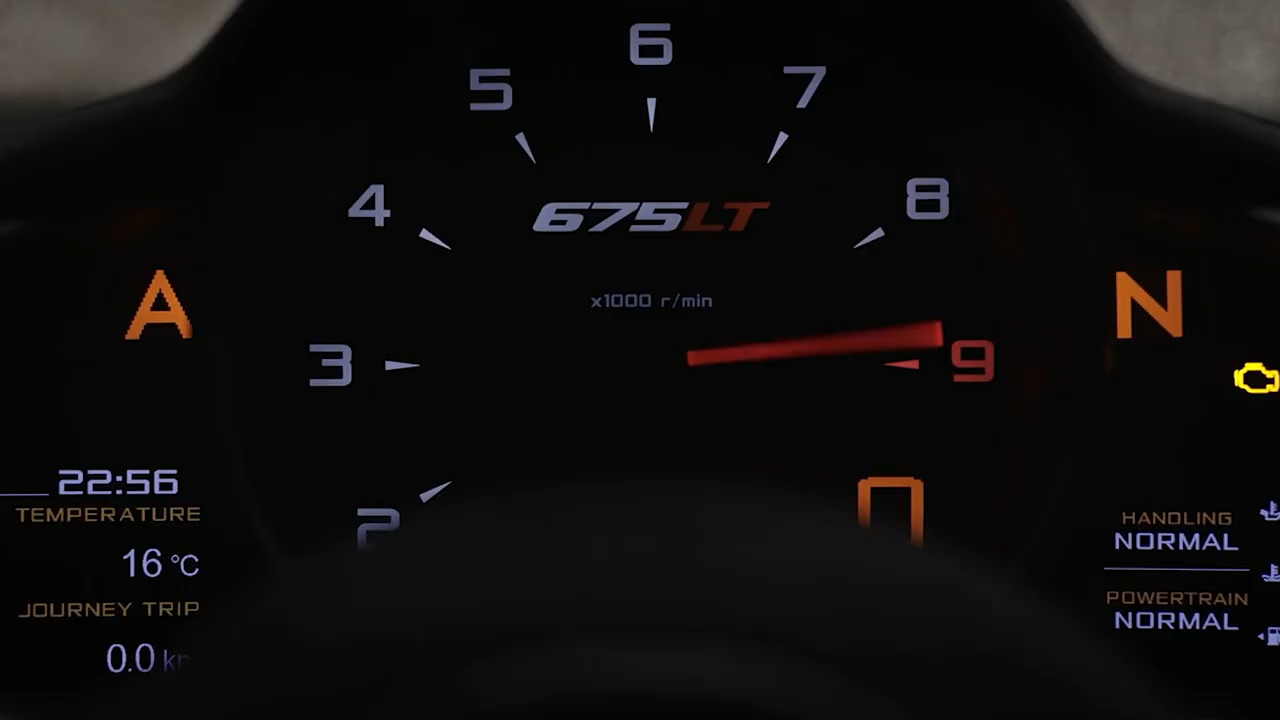 6
5
7
4
8
675LT
x1000 r/min
A
N
3
9
22:56
TEMPERATURE
16 °C
JOURNEY TRIP
0.0 km
2
HANDLING
NORMAL
POWERTRAIN
NORMAL